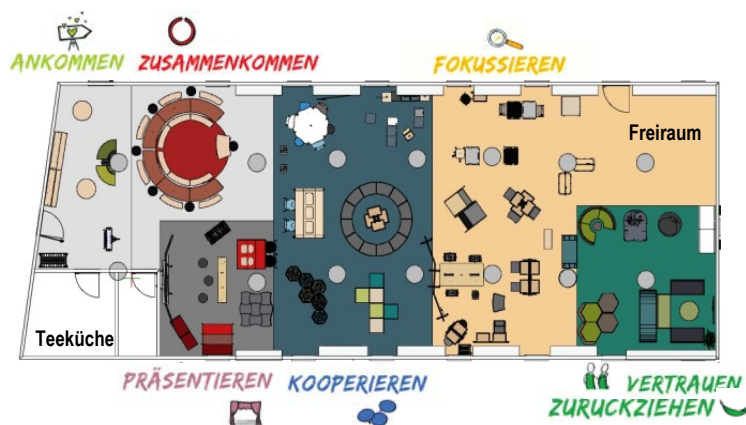 ANKOMMEN
ZUSAMMENKOMMEN
FOKUSSIEREN
Freiraum
Teeküche
PRÄSENTIEREN
KOOPERIEREN
VERTRAUEN
ZURUCKZIEHEN